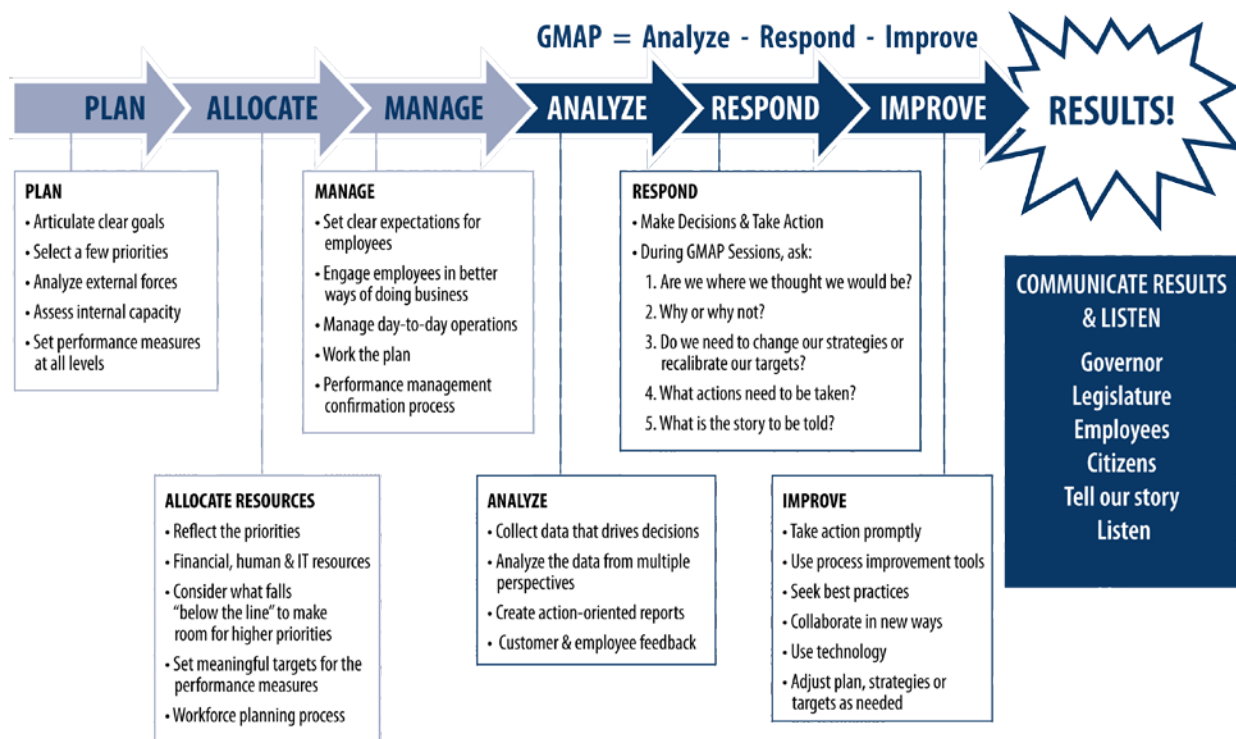 GMAP = Analyze - Respond - Improve
PLAN
ALLOCATE
MANAGE
ANALYZE
RESPOND
IMPROVE
RESULTS!
PLAN
• Articulate clear goals
• Select a few priorities
• Analyze external forces
• Assess internal capacity
• Set performance measures
at all levels
MANAGE
• Set clear expectations for
employees
• Engage employees in better
ways of doing business
• Manage day-to-day operations
• Work the plan
• Performance management
confirmation process
RESPOND
• Make Decisions & Take Action
• During GMAP Sessions, ask:
1. Are we where we thought we would be?
2. Why or why not?
3. Do we need to change our strategies or
recalibrate our targets?
4. What actions need to be taken?
5. What is the story to be told?
COMMUNICATE RESULTS
& LISTEN
Governor
Legislature
Employees
Citizens
Tell our story
Listen
ALLOCATE RESOURCES
• Reflect the priorities
• Financial, human & IT resources
• Consider what falls
"below the line" to make
room for higher priorities
• Set meaningful targets for the
performance measures
• Workforce planning process
ANALYZE
• Collect data that drives decisions
• Analyze the data from multiple
perspectives
• Create action-oriented reports
• Customer & employee feedback
IMPROVE
• Take action promptly
• Use process improvement tools
• Seek best practices
• Collaborate in new ways
• Use technology
• Adjust plan, strategies or
targets as needed